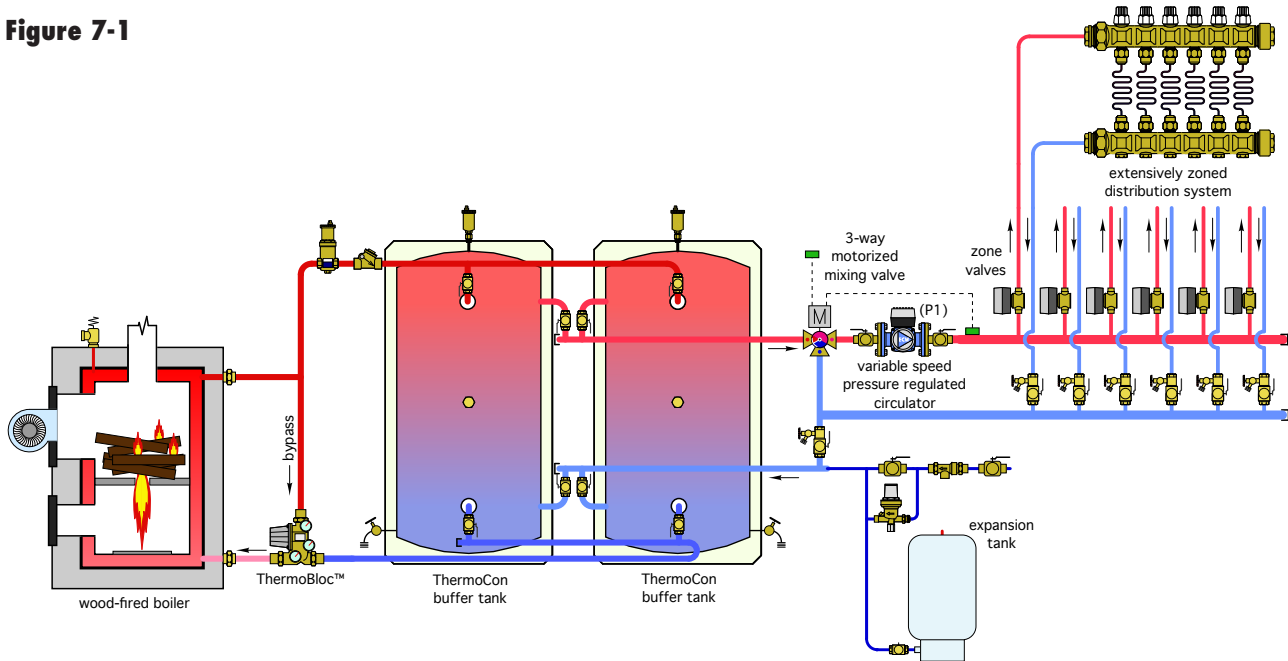 Figure 7-1
extensively zoned
distribution system
3-way
motorized
mixing valve
zone
valves
(P1)
M
variable speed
pressure regulated
circulator
bypass
ThermoBloc™
wood-fired boiler
ThermoCon
buffer tank
ThermoCon
buffer tank
expansion
tank